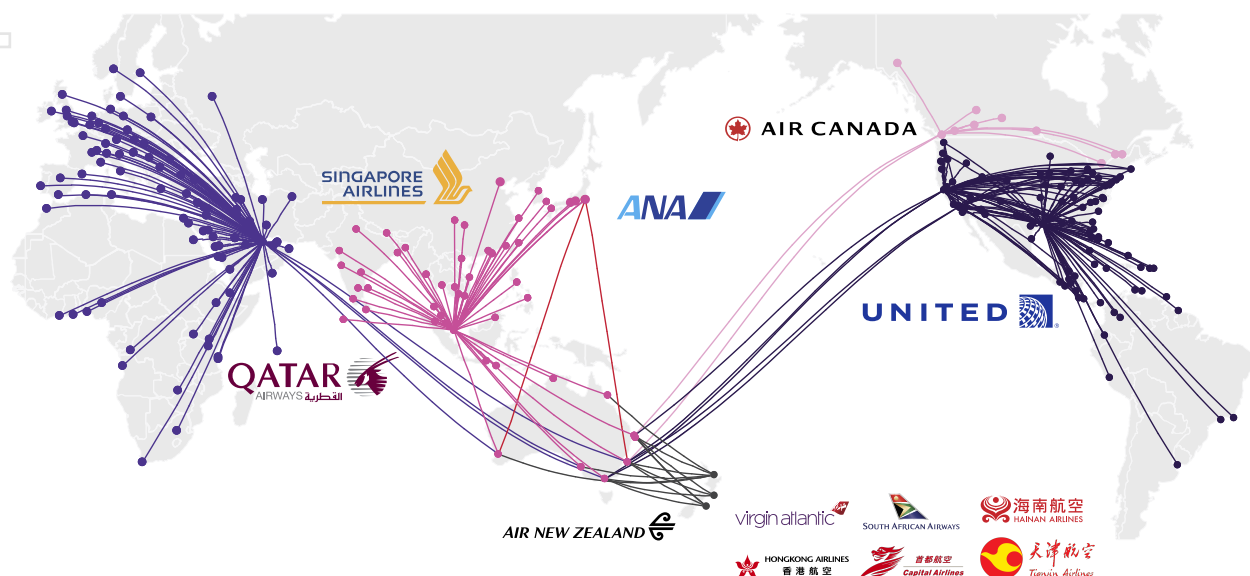 AIR CANADA
SINGAPORE
AIRLINES
ANA
UNITED
QATAR
AIRWAYS القطرية
AIR NEW ZEALAND
virgin atlantic
SOUTH AFRICAN AIRWAYS
海南航空
HAINAN AIRLINES
HONGKONG AIRLINES
香港航空
首都航空
Capital Airlines
天津航空
Tianjin Airlines